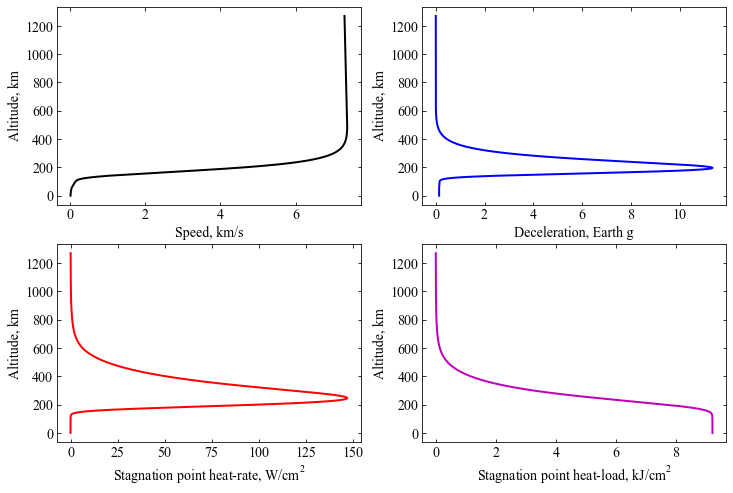 1200
1000
800
600
400
200
0
Altitude, km
0 2 4 6
Speed, km/s
1200
1000
800
600
400
200
0
Altitude, km
0 2 4 6 8 10
Deceleration, Earth g
1200
1000
800
600
400
200
0
Altitude, km
0 25 50 75 100 125 150
Stagnation point heat-rate, W/cm²
1200
1000
800
600
400
200
0
Altitude, km
0 2 4 6 8
Stagnation point heat-load, kJ/cm²